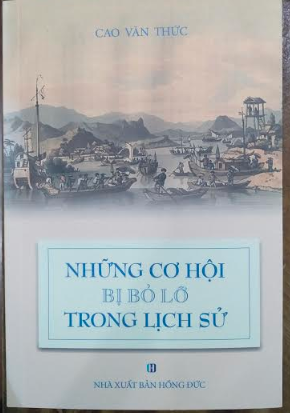 CAO VĂN THỨC
NHỮNG CƠ HỘI
BỊ BỎ LỠ
TRONG LỊCH SỬ
NHÀ XUẤT BẢN HỒNG ĐỨC